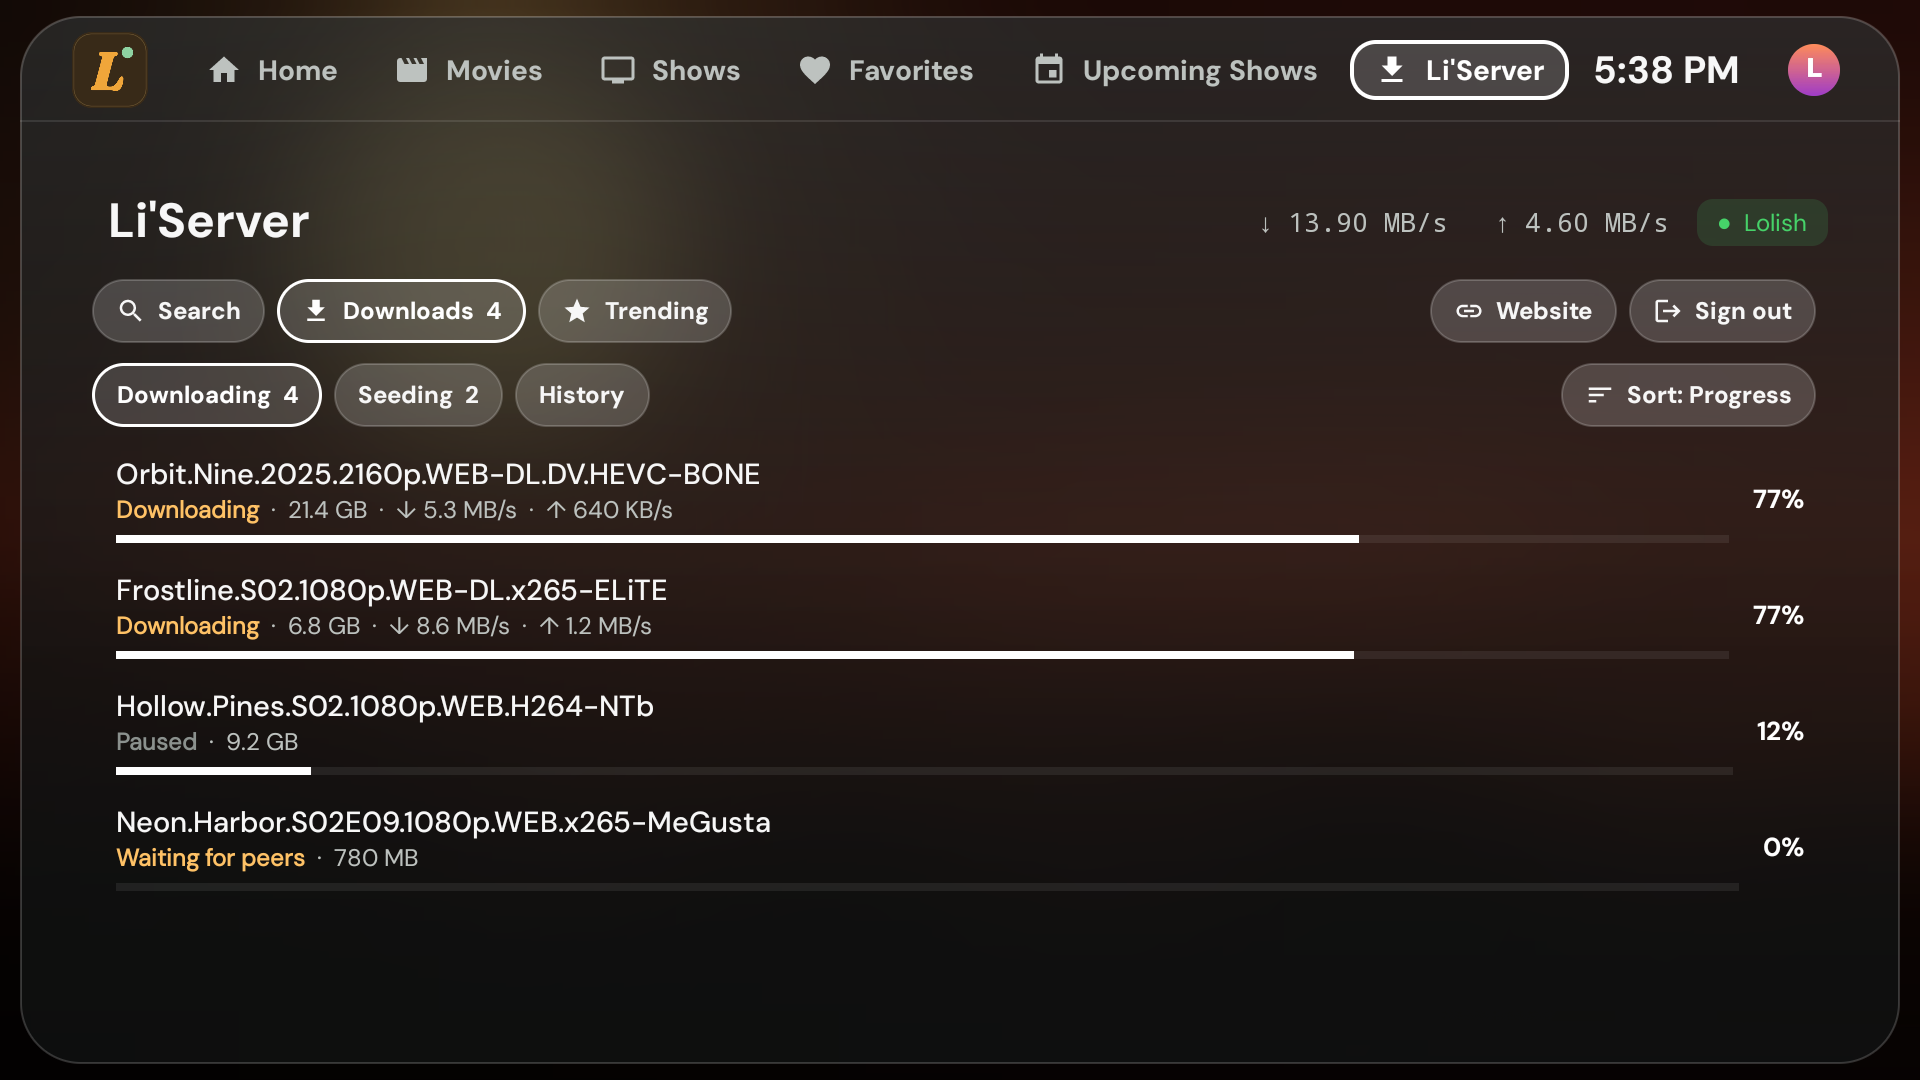 L Home Movies Shows Favorites Upcoming Shows Li'Server 5:38 PM L
Li'Server ↓ 13.90 MB/s ↑ 4.60 MB/s • Lolish
Search Downloads 4 Trending Website Sign out
Downloading 4 Seeding 2 History Sort: Progress
Orbit.Nine.2025.2160p.WEB-DL.DV.HEVC-BONE
Downloading · 21.4 GB · ↓ 5.3 MB/s · ↑ 640 KB/s
77%
Frostline.S02.1080p.WEB-DL.x265-ELiTE
Downloading · 6.8 GB · ↓ 8.6 MB/s · ↑ 1.2 MB/s
77%
Hollow.Pines.S02.1080p.WEB.H264-NTb
Paused · 9.2 GB
12%
Neon.Harbor.S02E09.1080p.WEB.x265-MeGusta
Waiting for peers · 780 MB
0%